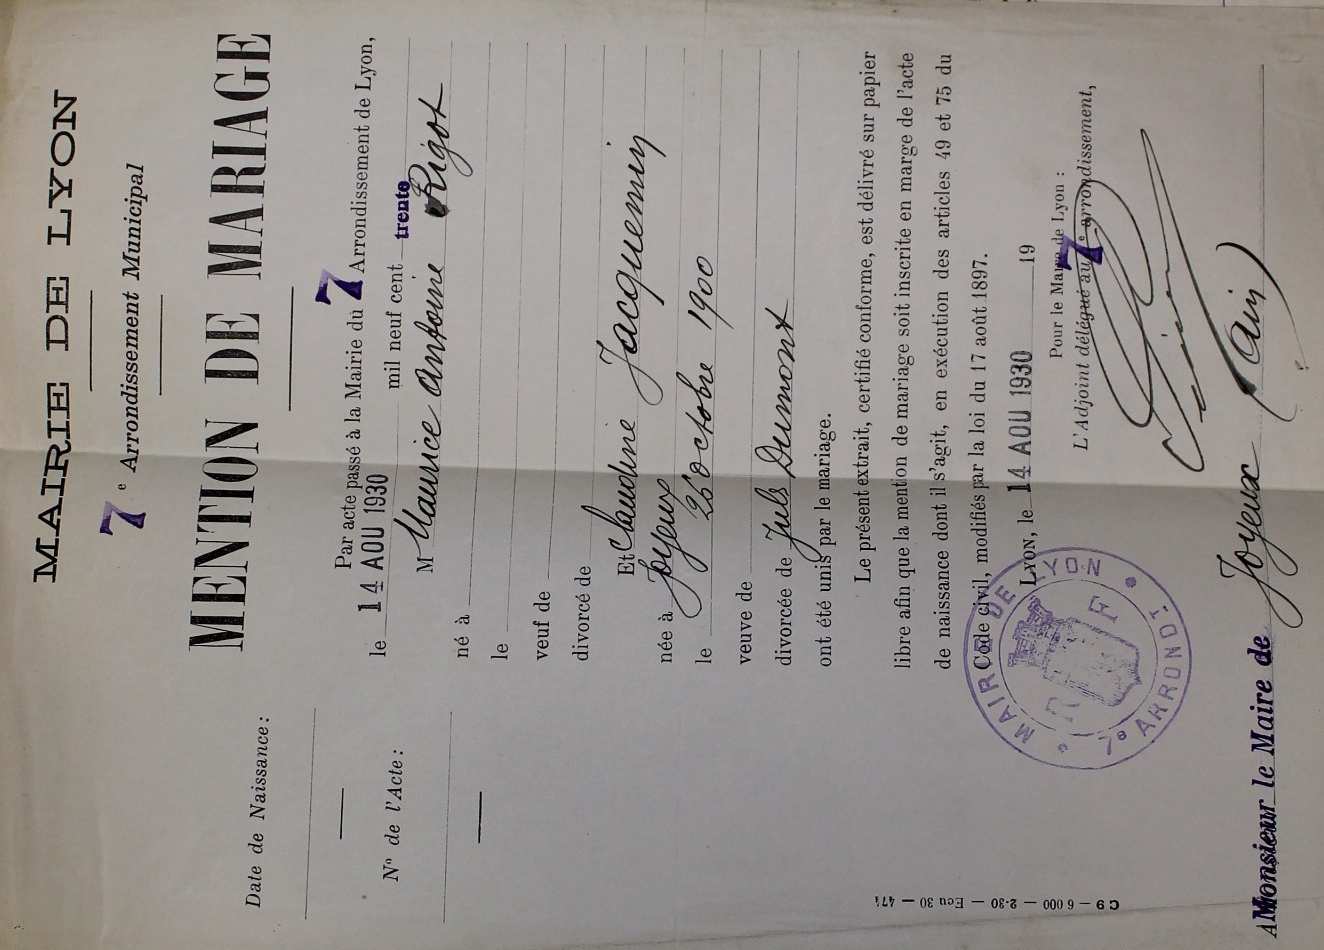 MAIRIE DE LYON
7e Arrondissement Municipal
MENTION DE MARIAGE
Date de Naissance :
No de l'Acte :
Par acte passé à la Mairie du 7 Arrondissement de Lyon,
le 14 AOU 1930 mil neuf cent trente
M Maurice Antoine Rigot
né à
le
veuf de
divorcé de
Et Claudine Jacquemin
née à Joyeux
le 26 octobre 1900
veuve de
divorcée de Juls Dumont
ont été unis par le mariage.
Le présent extrait, certifié conforme, est délivré sur papier
libre afin que la mention de mariage soit inscrite en marge de l'acte
de naissance dont il s'agit, en exécution des articles 49 et 75 du
Code civil, modifiés par la loi du 17 août 1897.
LYON, le 14 AOU 1930 19
Pour le Maire de Lyon :
L'Adjoint délégué au 7e arrondissement,
MAIRIE DE LYON
R F
7e ARRONDT
A Monsieur le Maire de Joyeux (Ain)
C 9 — 6 000 — 2-30 — Ecu 30 — 471